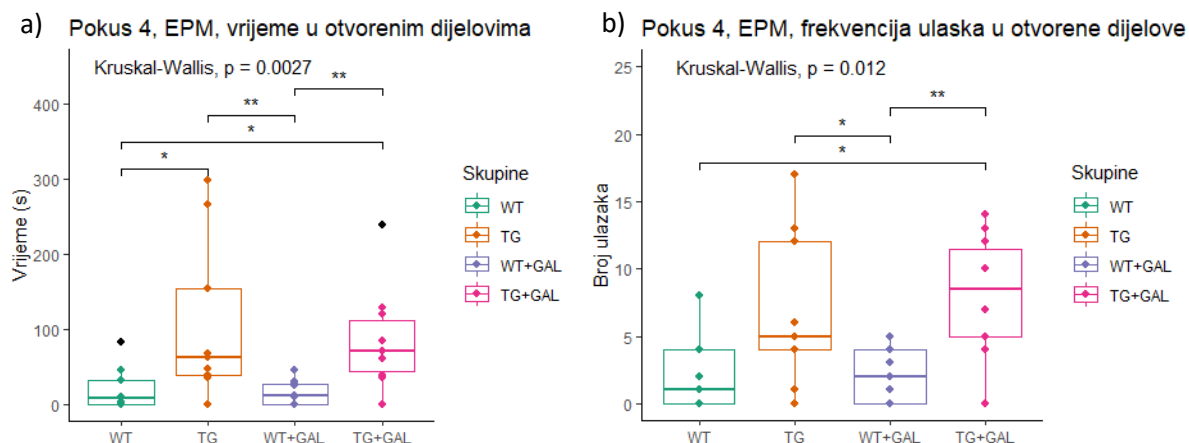 a) Pokus 4, EPM, vrijeme u otvorenim dijelovima
Kruskal-Wallis, p = 0.0027
**
**
*
*
400
300
200
100
0
Vrijeme (s)
WT
TG
WT+GAL
TG+GAL
Skupine
WT
TG
WT+GAL
TG+GAL
b) Pokus 4, EPM, frekvencija ulaska u otvorene dijelove
Kruskal-Wallis, p = 0.012
**
*
*
25
20
15
10
5
0
Broj ulazaka
WT
TG
WT+GAL
TG+GAL
Skupine
WT
TG
WT+GAL
TG+GAL